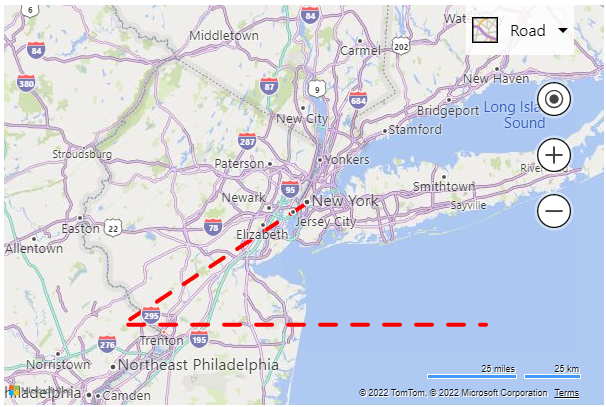 6
84
Wat
Road
84
Middletown
Carmel
202
380
87
9
684
New Haven
New City
Bridgeport
Long Isla
Sound
Stamford
287
Stroudsburg
Paterson
Yonkers
95
Smithtown
River
Newark
New York
Sayville
Easton
22
78
Jersey City
Elizabeth
Allentown
295
276
Trenton
195
Norristown
Northeast Philadelphia
25 miles
25 km
Philadelphia
Camden
© 2022 TomTom, © 2022 Microsoft Corporation
Terms